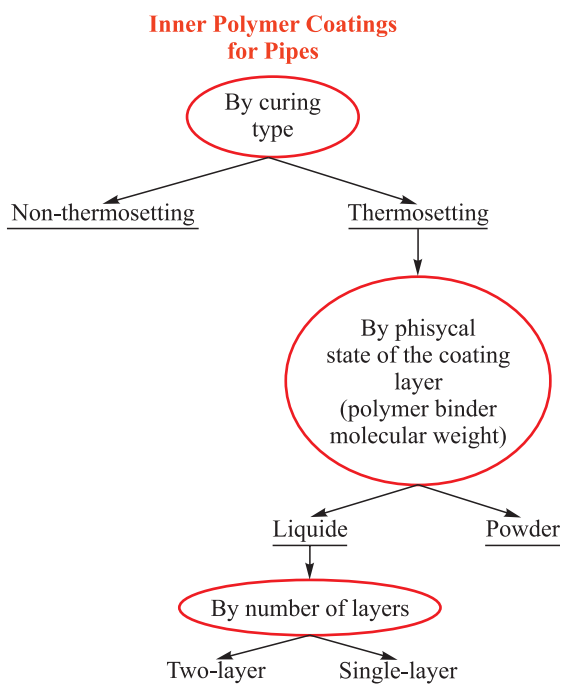 Inner Polymer Coatings
for Pipes
By curing
type
Non-thermosetting
Thermosetting
By phisycal
state of the coating
layer
(polymer binder
molecular weight)
Liquide
Powder
By number of layers
Two-layer
Single-layer